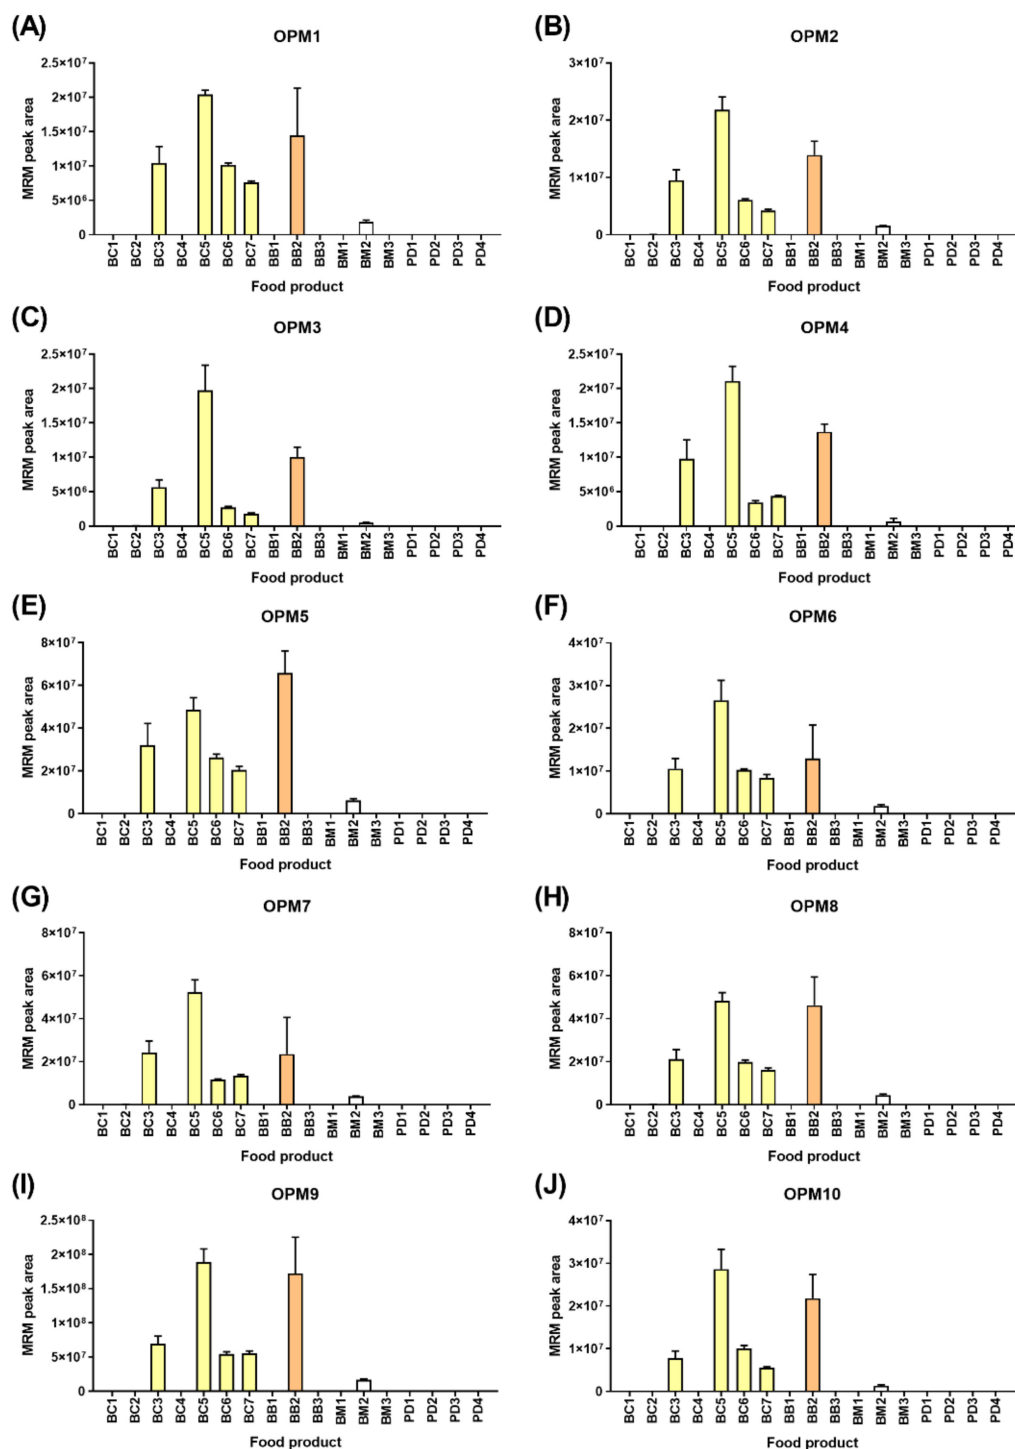 (A)
OPM1
MRM peak area
2.5×10⁷
2×10⁷
1.5×10⁷
1×10⁷
5×10⁶
0
BC1 BC2 BC3 BC4 BC5 BC6 BC7 BB1 BB2 BB3 BM1 BM2 BM3 PD1 PD2 PD3 PD4
Food product
(B)
OPM2
MRM peak area
3×10⁷
2×10⁷
1×10⁷
0
BC1 BC2 BC3 BC4 BC5 BC6 BC7 BB1 BB2 BB3 BM1 BM2 BM3 PD1 PD2 PD3 PD4
Food product
(C)
OPM3
MRM peak area
2.5×10⁷
2×10⁷
1.5×10⁷
1×10⁷
5×10⁶
0
BC1 BC2 BC3 BC4 BC5 BC6 BC7 BB1 BB2 BB3 BM1 BM2 BM3 PD1 PD2 PD3 PD4
Food product
(D)
OPM4
MRM peak area
2.5×10⁷
2×10⁷
1.5×10⁷
1×10⁷
5×10⁶
0
BC1 BC2 BC3 BC4 BC5 BC6 BC7 BB1 BB2 BB3 BM1 BM2 BM3 PD1 PD2 PD3 PD4
Food product
(E)
OPM5
MRM peak area
8×10⁷
6×10⁷
4×10⁷
2×10⁷
0
BC1 BC2 BC3 BC4 BC5 BC6 BC7 BB1 BB2 BB3 BM1 BM2 BM3 PD1 PD2 PD3 PD4
Food product
(F)
OPM6
MRM peak area
4×10⁷
3×10⁷
2×10⁷
1×10⁷
0
BC1 BC2 BC3 BC4 BC5 BC6 BC7 BB1 BB2 BB3 BM1 BM2 BM3 PD1 PD2 PD3 PD4
Food product
(G)
OPM7
MRM peak area
8×10⁷
6×10⁷
4×10⁷
2×10⁷
0
BC1 BC2 BC3 BC4 BC5 BC6 BC7 BB1 BB2 BB3 BM1 BM2 BM3 PD1 PD2 PD3 PD4
Food product
(H)
OPM8
MRM peak area
8×10⁷
6×10⁷
4×10⁷
2×10⁷
0
BC1 BC2 BC3 BC4 BC5 BC6 BC7 BB1 BB2 BB3 BM1 BM2 BM3 PD1 PD2 PD3 PD4
Food product
(I)
OPM9
MRM peak area
2.5×10⁸
2×10⁸
1.5×10⁸
1×10⁸
5×10⁷
0
BC1 BC2 BC3 BC4 BC5 BC6 BC7 BB1 BB2 BB3 BM1 BM2 BM3 PD1 PD2 PD3 PD4
Food product
(J)
OPM10
MRM peak area
4×10⁷
3×10⁷
2×10⁷
1×10⁷
0
BC1 BC2 BC3 BC4 BC5 BC6 BC7 BB1 BB2 BB3 BM1 BM2 BM3 PD1 PD2 PD3 PD4
Food product